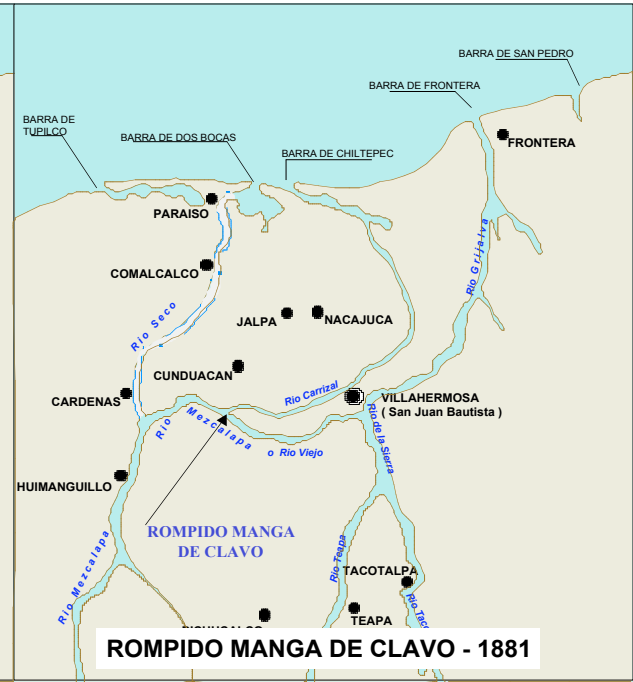 BARRA DE SAN PEDRO
BARRA DE FRONTERA
BARRA DE
TUPILCO
BARRA DE DOS BOCAS
BARRA DE CHILTEPEC
FRONTERA
PARAISO
Rio Grijalva
COMALCALCO
Rio Seco
JALPA
NACAJUCA
CUNDUACAN
CARDENAS
Rio Carrizal
VILLAHERMOSA
( San Juan Bautista )
Rio Mezcalapa
o Rio Viejo
Rio de la Sierra
HUIMANGUILLO
ROMPIDO MANGA
DE CLAVO
Rio Mezcalapa
Rio Teapa
TACOTALPA
Rio
TEAPA
ROMPIDO MANGA DE CLAVO - 1881